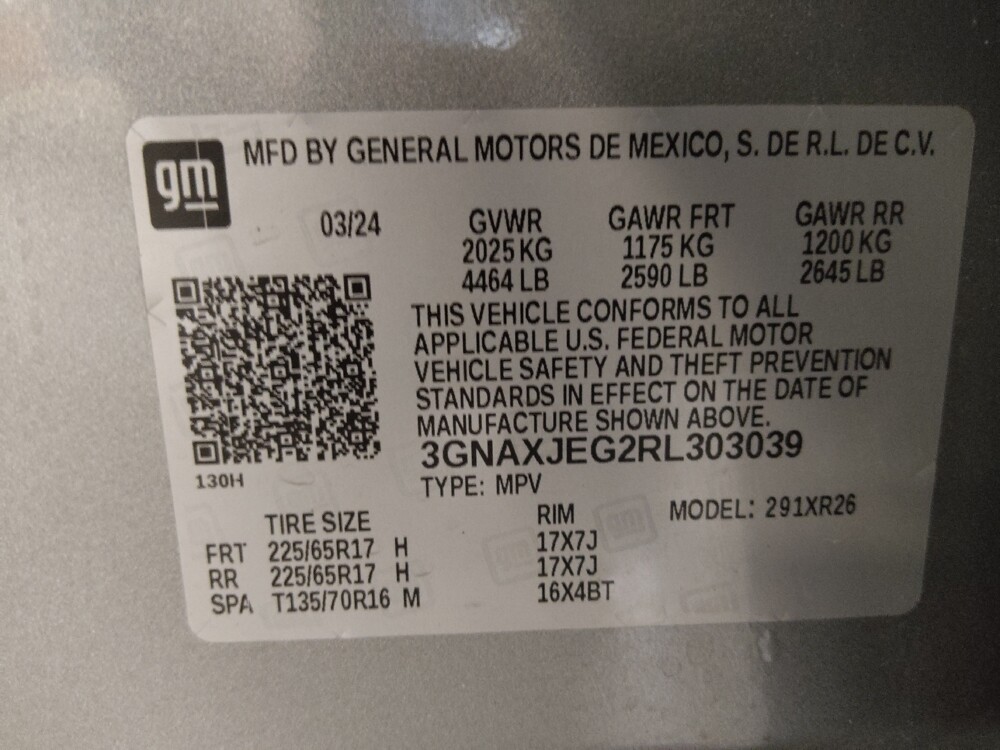 gm
MFD BY GENERAL MOTORS DE MEXICO, S. DE R.L. DE C.V.
03/24 GVWR GAWR FRT GAWR RR
2025 KG 1175 KG 1200 KG
4464 LB 2590 LB 2645 LB
THIS VEHICLE CONFORMS TO ALL
APPLICABLE U.S. FEDERAL MOTOR
VEHICLE SAFETY AND THEFT PREVENTION
STANDARDS IN EFFECT ON THE DATE OF
MANUFACTURE SHOWN ABOVE.
3GNAXJEG2RL303039
130H
TYPE: MPV
TIRE SIZE RIM MODEL: 291XR26
FRT 225/65R17 H 17X7J
RR 225/65R17 H 17X7J
SPA T135/70R16 M 16X4BT